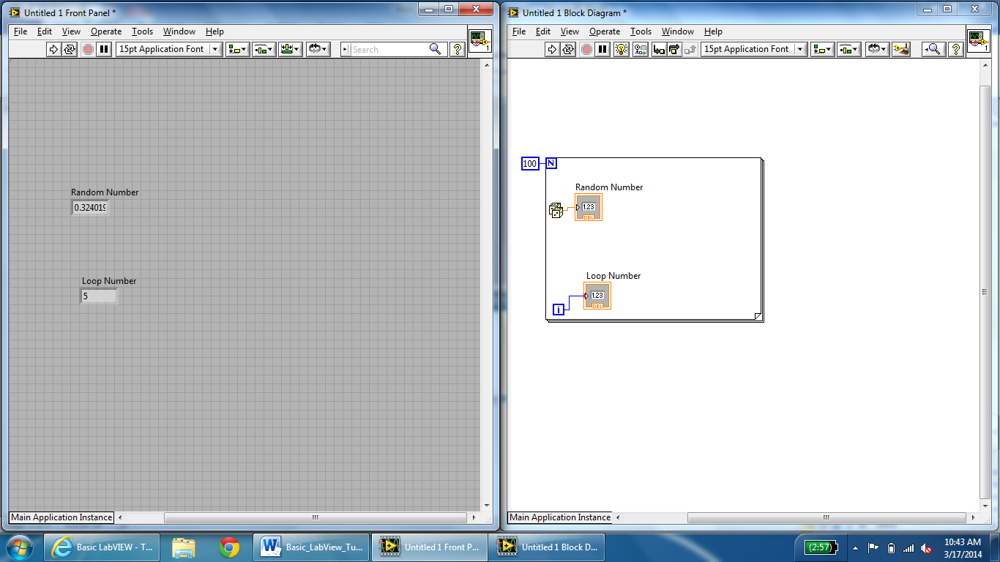 Untitled 1 Front Panel *
File Edit View Operate Tools Window Help
15pt Application Font
Search
?
1
Random Number
0.324019
Loop Number
5
Main Application Instance
Untitled 1 Block Diagram *
File Edit View Operate Tools Window Help
15pt Application Font
?
1
100 N
Random Number
1.23
DBL
Loop Number
1.23
DBL
i
Main Application Instance
Basic LabVIEW - T...
Basic_LabView_Tu...
Untitled 1 Front P...
Untitled 1 Block D...
(2:57)
10:43 AM
3/17/2014